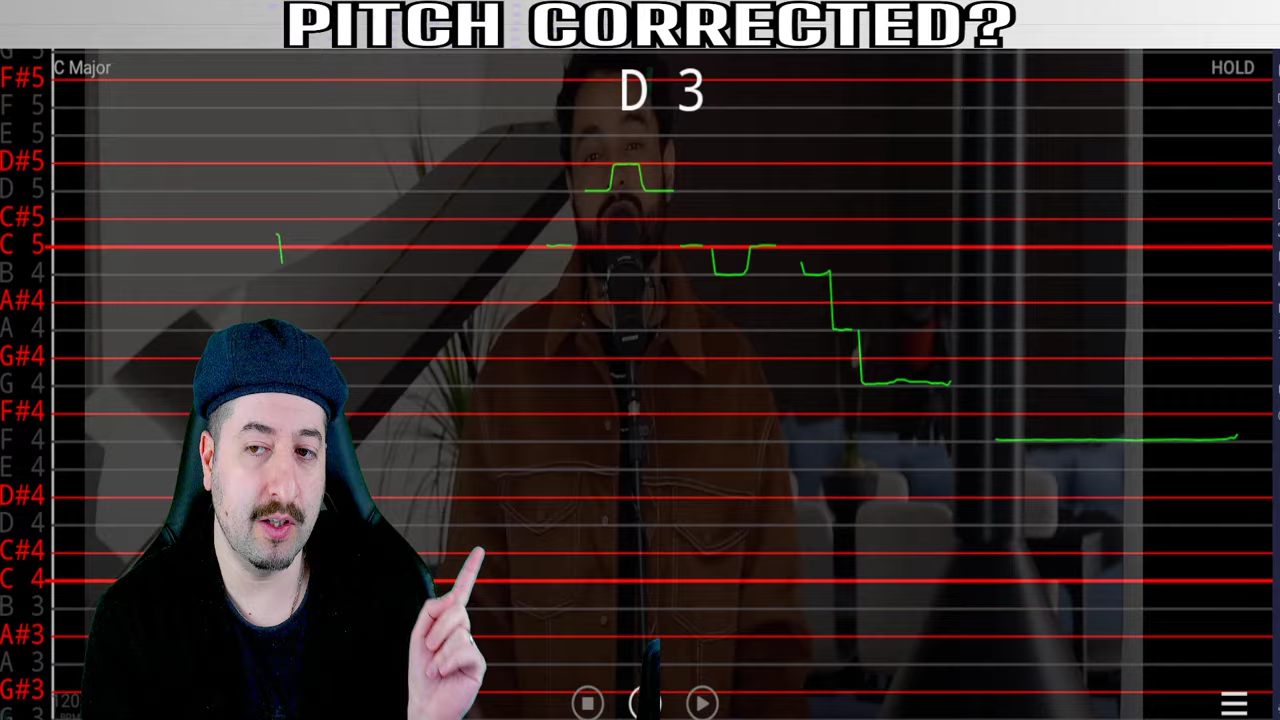 PITCH CORRECTED?
C Major
HOLD
D 3
F#5
F 5
E 5
D#5
D 5
C#5
C 5
B 4
A#4
A 4
G#4
G 4
F#4
F 4
E 4
D#4
D 4
C#4
C 4
B 3
A#3
A 3
G#3
120
BPM